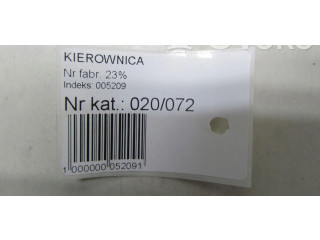 KIEROWNICA
Nr fabr. 23%
Indeks: 005209
Nr kat.: 020/072
1 000000 052091